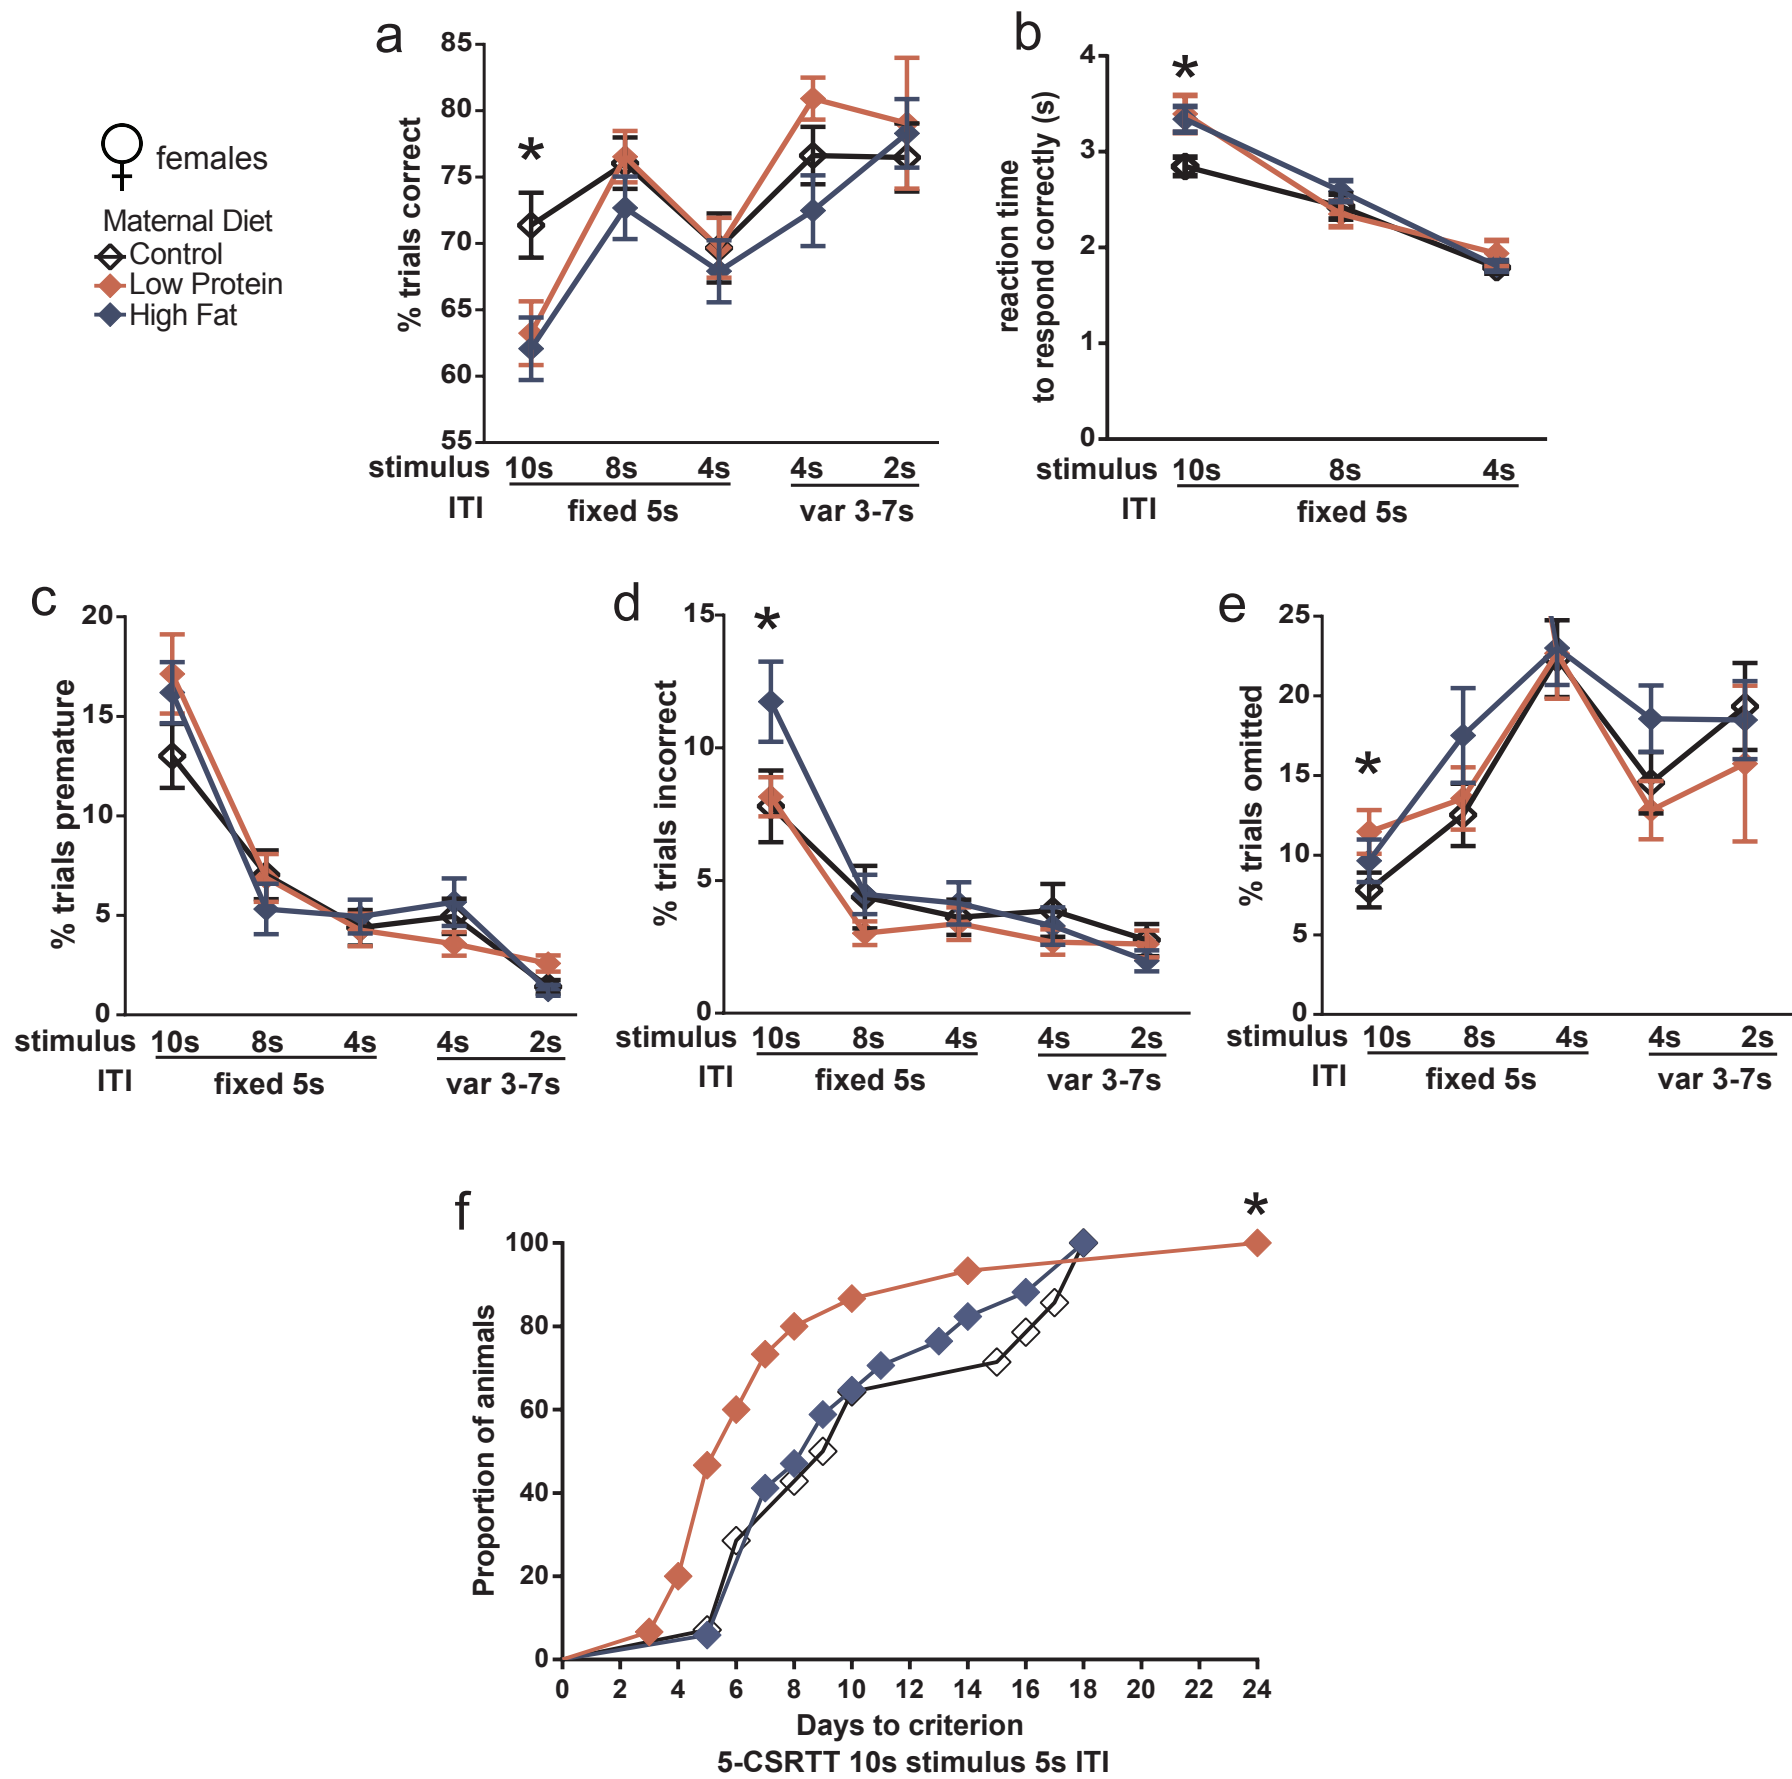 a
85
80
75
70
65
60
55
% trials correct
*
stimulus 10s 8s 4s 4s 2s
ITI fixed 5s var 3-7s
females
Maternal Diet
Control
Low Protein
High Fat
b
4
3
2
1
0
reaction time
to respond correctly (s)
*
stimulus 10s 8s 4s
ITI fixed 5s
c
20
15
10
5
0
% trials premature
stimulus 10s 8s 4s 4s 2s
ITI fixed 5s var 3-7s
d
15
10
5
0
% trials incorrect
*
stimulus 10s 8s 4s 4s 2s
ITI fixed 5s var 3-7s
e
25
20
15
10
5
0
% trials omitted
*
stimulus 10s 8s 4s 4s 2s
ITI fixed 5s var 3-7s
f
100
80
60
40
20
0
Proportion of animals
*
0 2 4 6 8 10 12 14 16 18 20 22 24
Days to criterion
5-CSRTT 10s stimulus 5s ITI